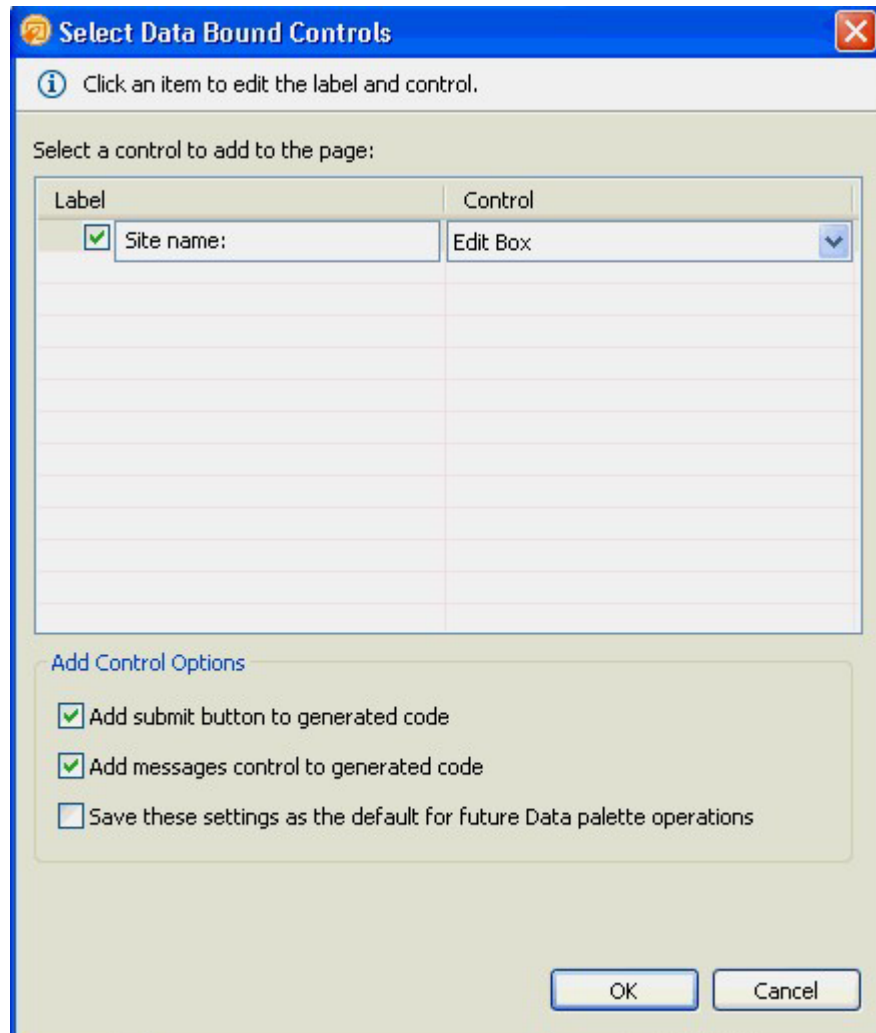 Select Data Bound Controls
Click an item to edit the label and control.
Select a control to add to the page:
Label Control
Site name: Edit Box
Add Control Options
Add submit button to generated code
Add messages control to generated code
Save these settings as the default for future Data palette operations
OK Cancel